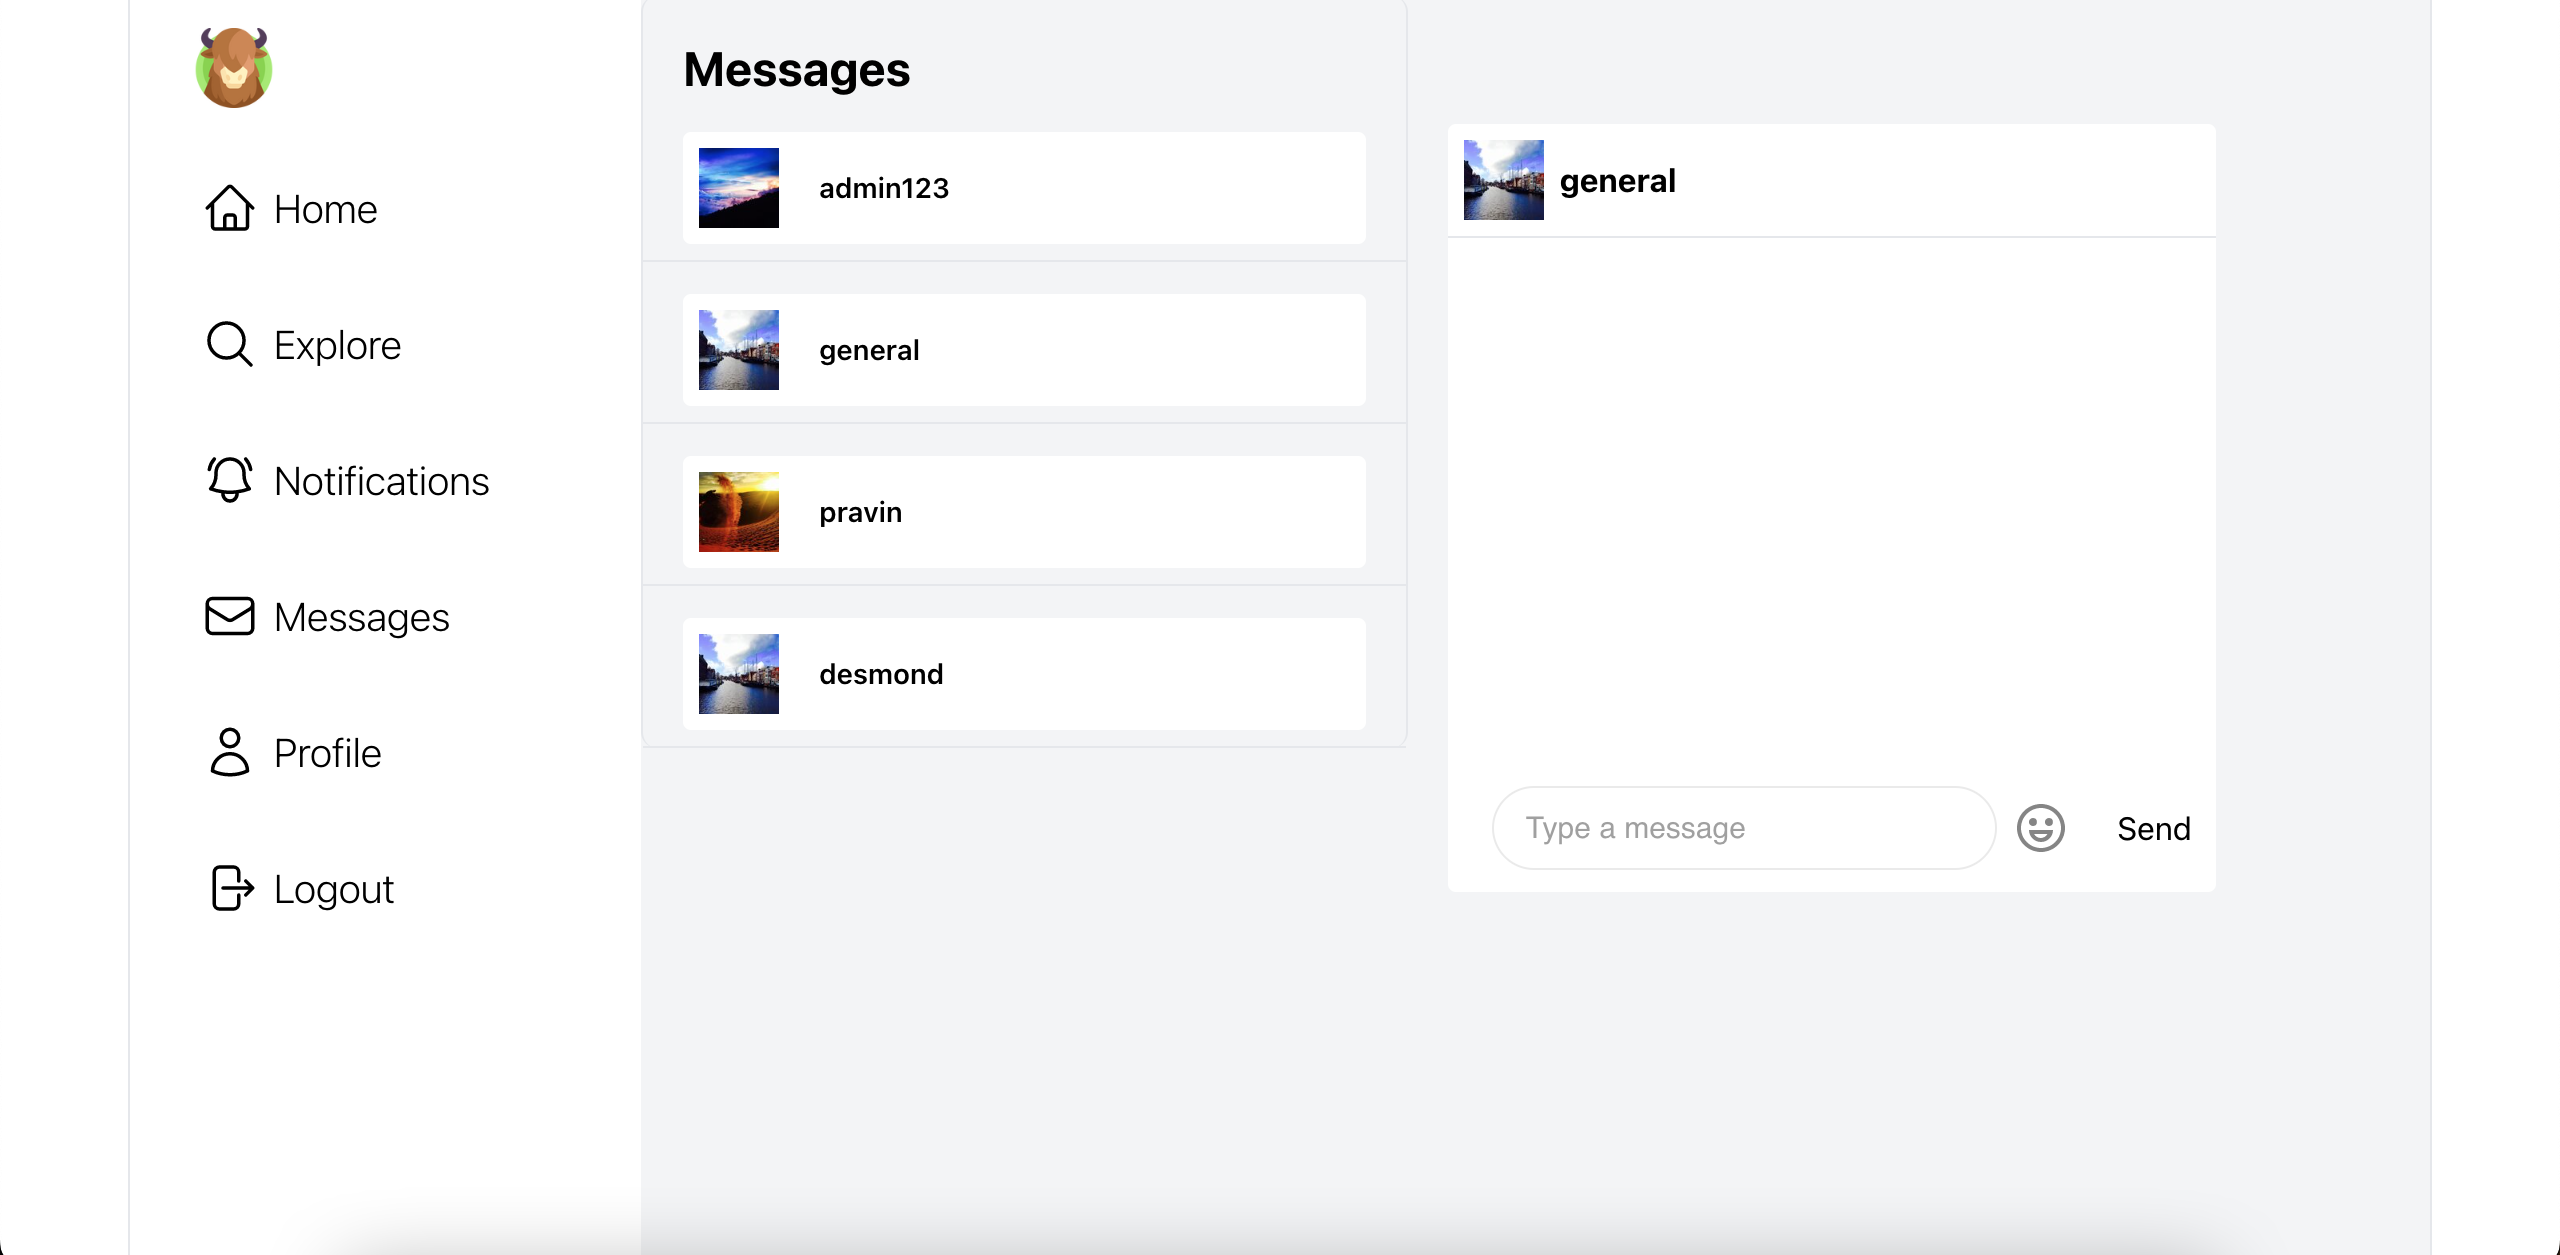 Home
Explore
Notifications
Messages
Profile
Logout
Messages
admin123
general
pravin
desmond
general
Type a message
Send